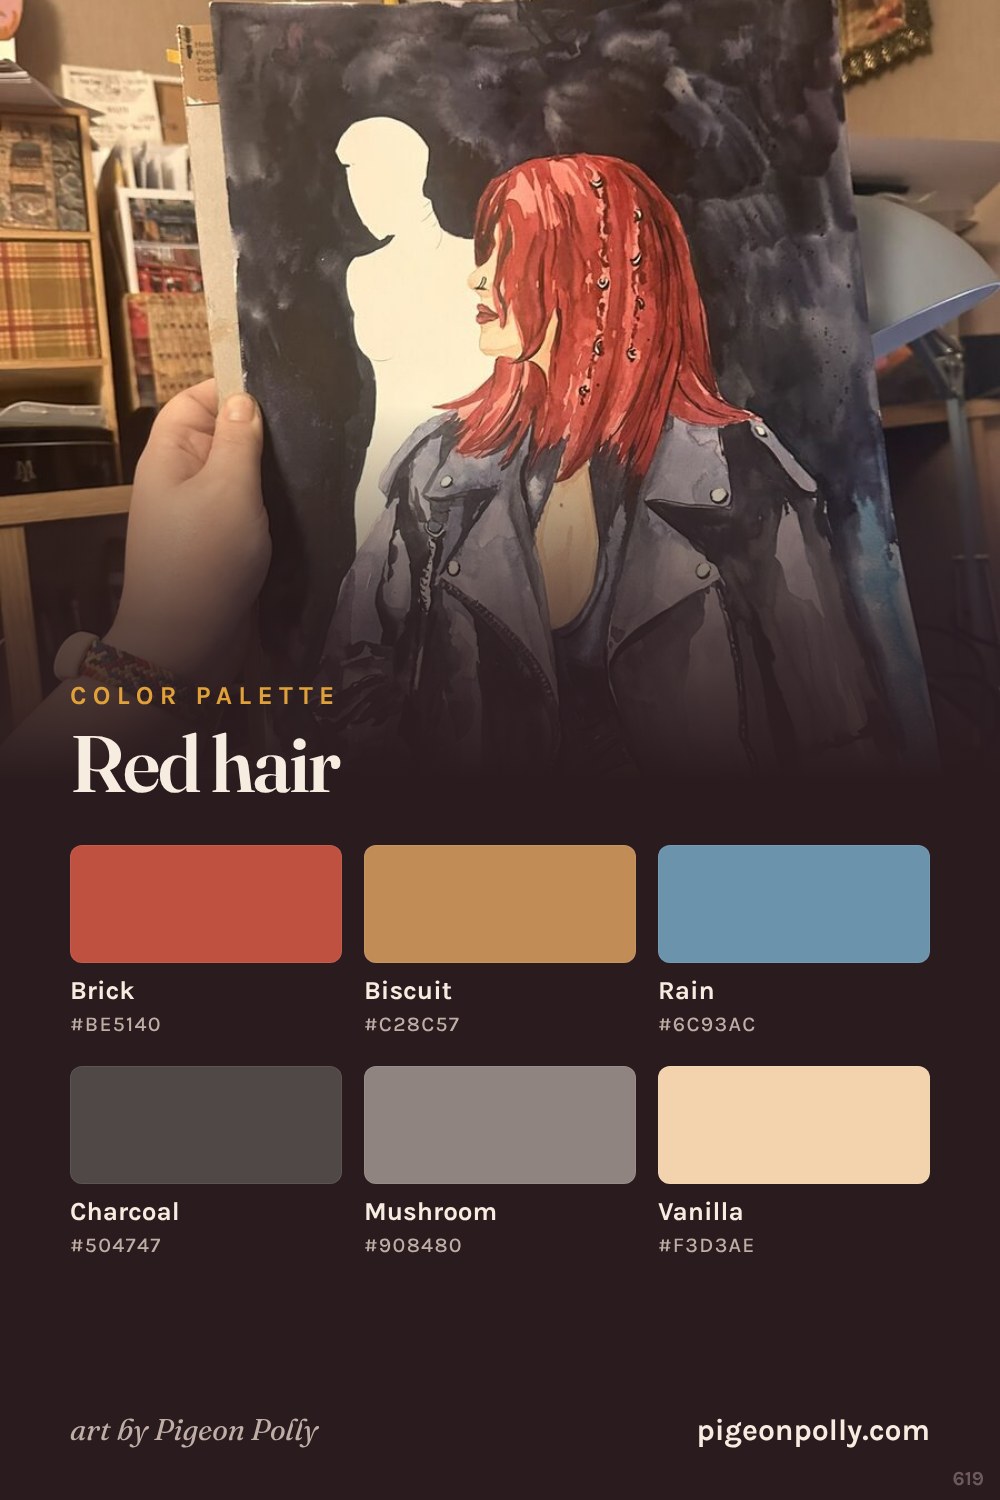 COLOR PALETTE
Red hair
Brick
#BE5140
Biscuit
#C28C57
Rain
#6C93AC
Charcoal
#504747
Mushroom
#908480
Vanilla
#F3D3AE
art by Pigeon Polly
pigeonpolly.com
619